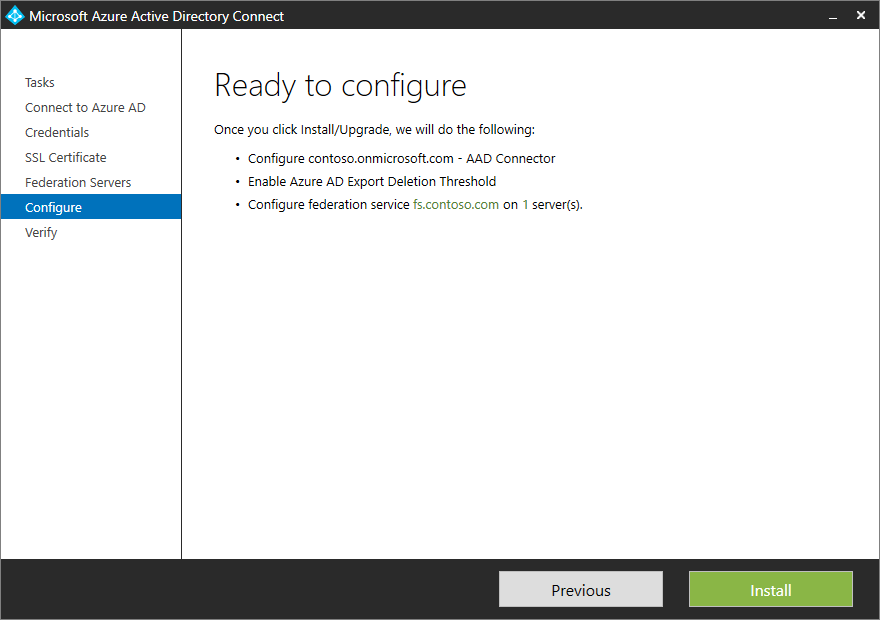 Microsoft Azure Active Directory Connect
Tasks
Connect to Azure AD
Credentials
SSL Certificate
Federation Servers
Configure
Verify
Ready to configure
Once you click Install/Upgrade, we will do the following:
• Configure contoso.onmicrosoft.com - AAD Connector
• Enable Azure AD Export Deletion Threshold
• Configure federation service fs.contoso.com on 1 server(s).
Previous
Install